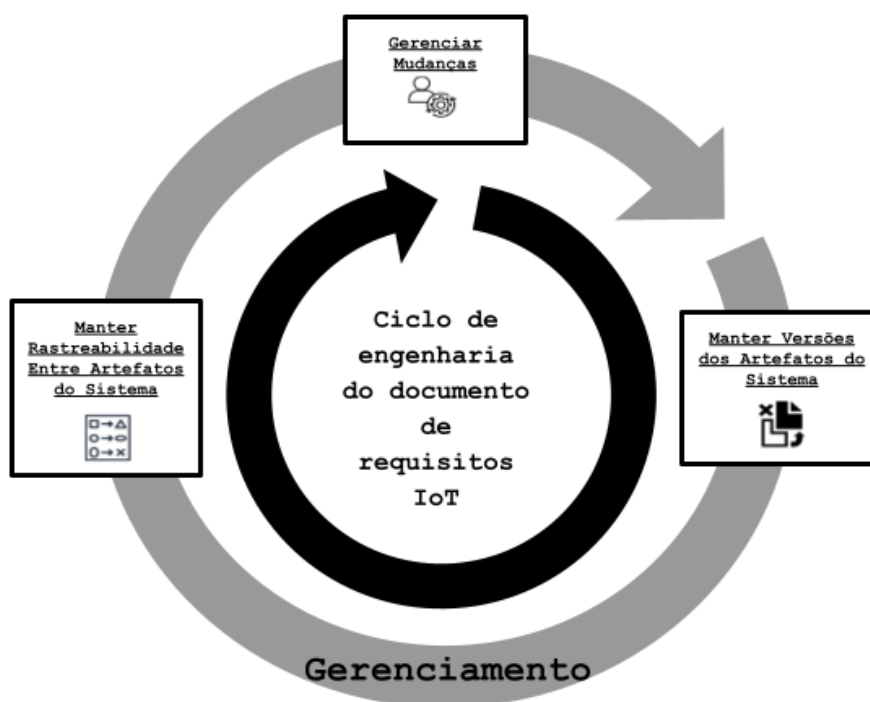 Gerenciar
Mudanças
Manter
Rastreabilidade
Entre Artefatos
do Sistema
Ciclo de
engenharia
do documento
de
requisitos
IoT
Manter Versões
dos Artefatos do
Sistema
Gerenciamento